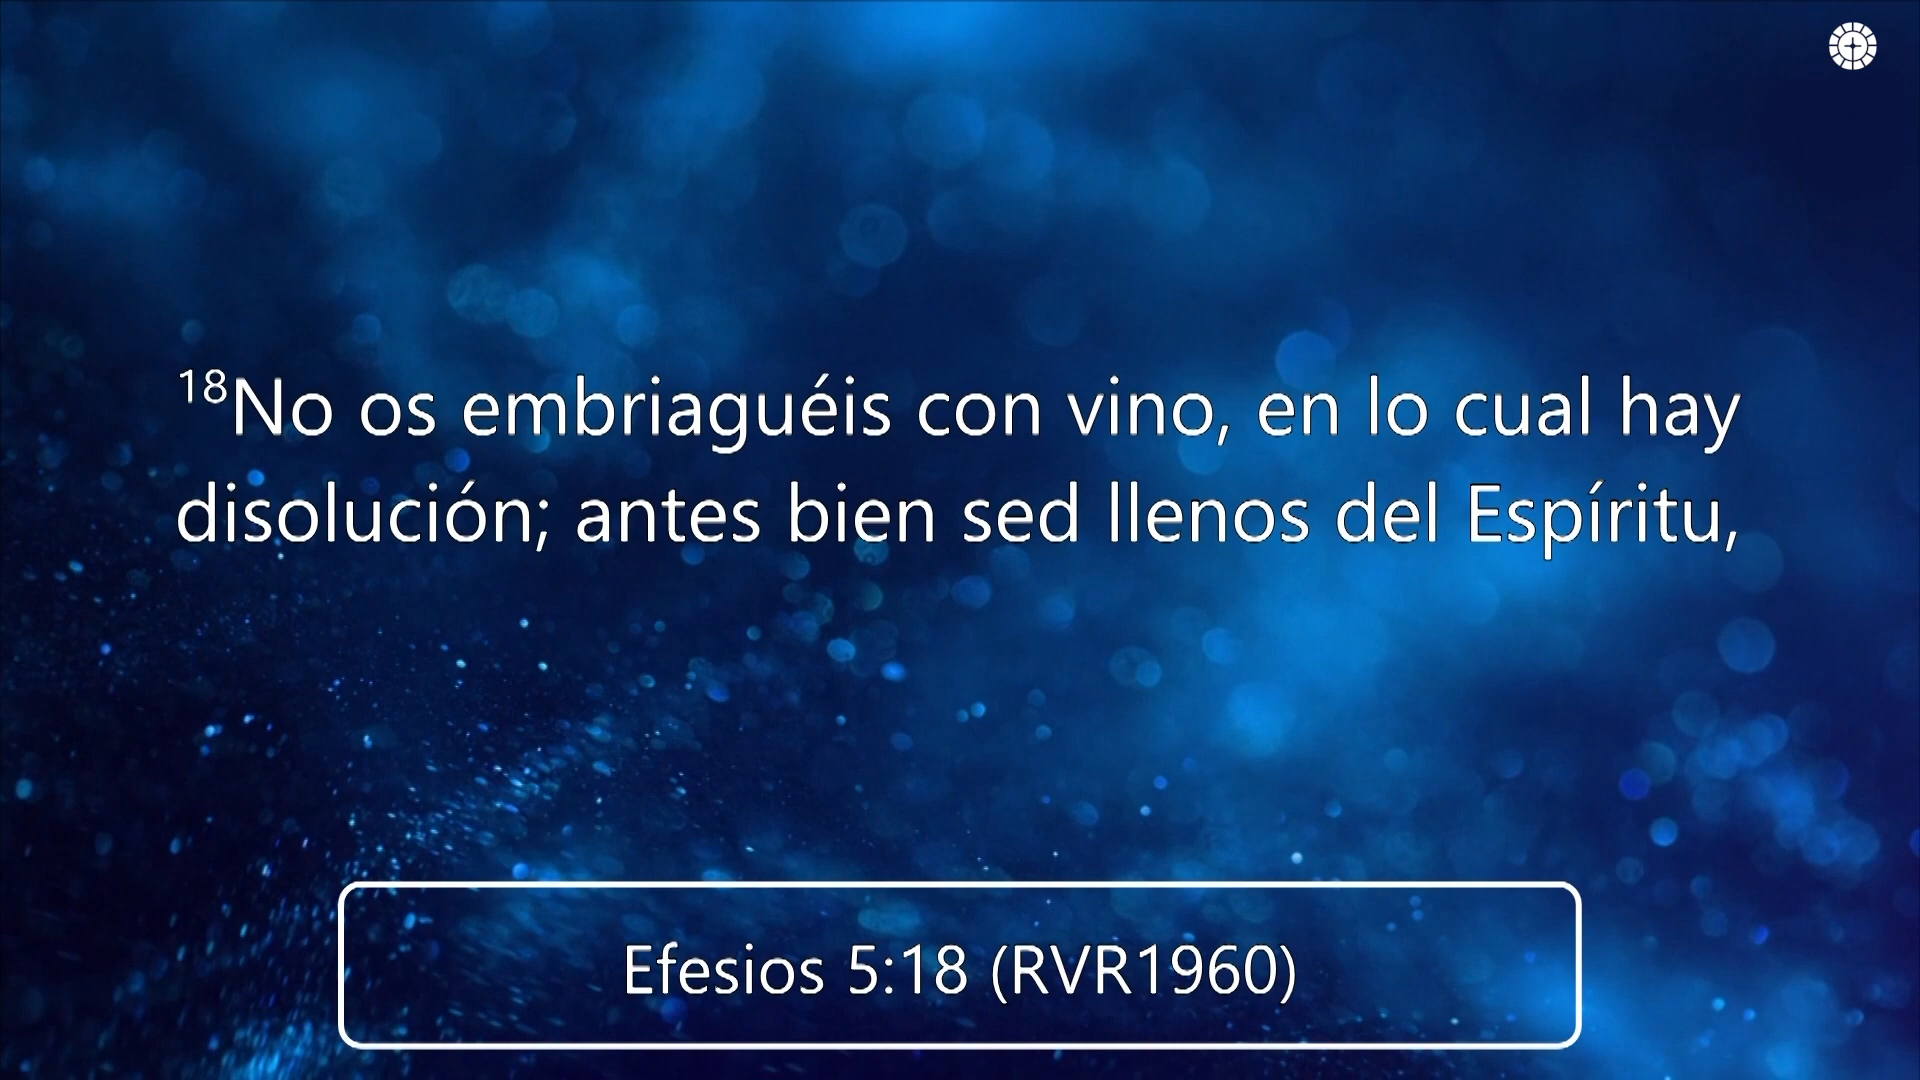 18No os embriaguéis con vino, en lo cual hay
disolución; antes bien sed llenos del Espíritu,
Efesios 5:18 (RVR1960)